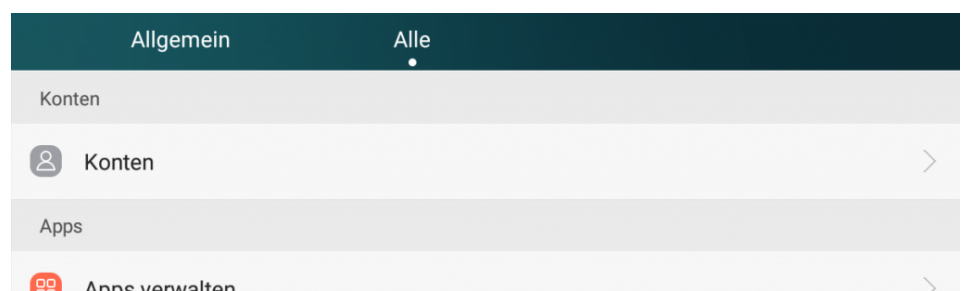 Allgemein Alle
Konten
Konten
Apps
Apps verwalten